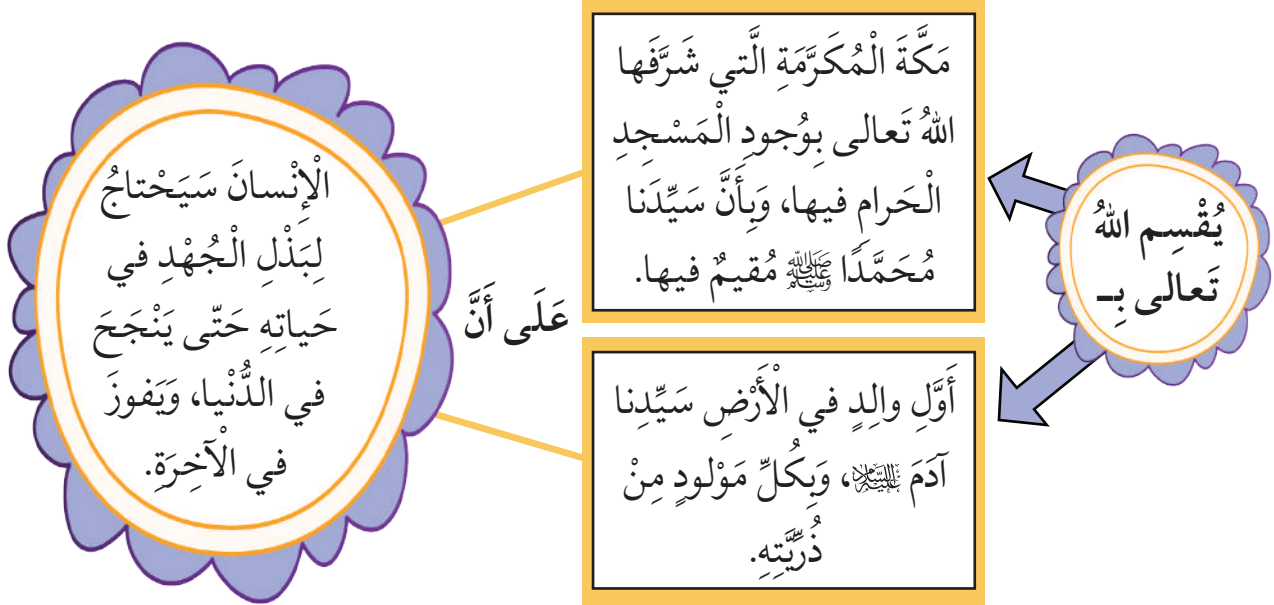 يُقْسِم اللهُ
تَعالى بِـ
مَكَّةَ الْمُكَرَّمَةِ الَّتي شَرَّفَها
اللهُ تَعالى بِوُجودِ الْمَسْجِدِ
الْحَرامِ فيها، وَبِأَنَّ سَيِّدَنا
مُحَمَّدًا ﷺ مُقيمٌ فيها.
أَوَّلِ والِدٍ في الْأَرْضِ سَيِّدِنا
آدَمَ عَلَيْهِ السَّلَامُ، وَبِكُلِّ مَوْلودٍ مِنْ
ذُرِّيَّتِهِ.
عَلَى أَنَّ
الْإِنْسانَ سَيَحْتاجُ
لِبَذْلِ الْجُهْدِ في
حَياتِهِ حَتّى يَنْجَحَ
في الدُّنْيا، وَيَفوزَ
في الْآخِرَةِ.